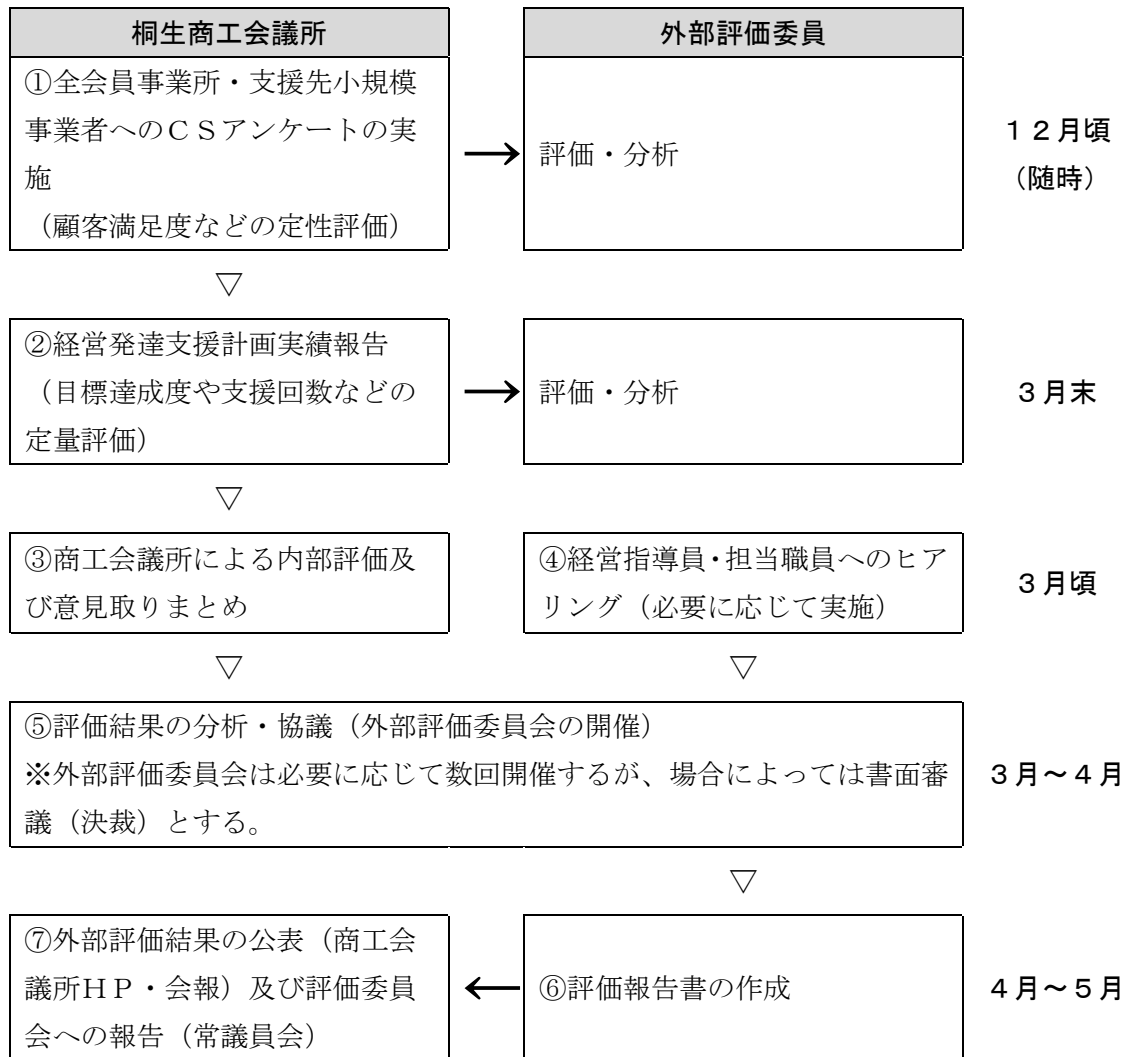 桐生商工会議所
外部評価委員
①全会員事業所・支援先小規模
事業者へのCSアンケートの実
施
(顧客満足度などの定性評価)
→
評価・分析
12月頃
(随時)
▽
②経営発達支援計画実績報告
(目標達成度や支援回数などの
定量評価)
→
評価・分析
3月末
▽
③商工会議所による内部評価及
び意見取りまとめ
④経営指導員・担当職員へのヒア
リング(必要に応じて実施)
3月頃
▽
▽
⑤評価結果の分析・協議(外部評価委員会の開催)
※外部評価委員会は必要に応じて数回開催するが、場合によっては書面審
議(決裁)とする。
3月~4月
▽
⑦外部評価結果の公表(商工会
議所HP・会報)及び評価委員
会への報告(常議員会)
←
⑥評価報告書の作成
4月~5月